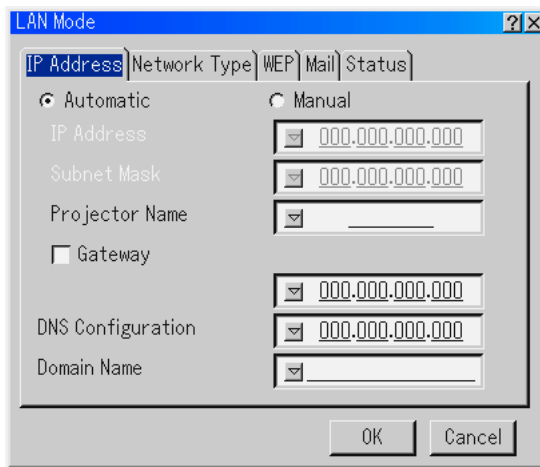 LAN Mode
IP Address Network Type WEP Mail Status
Automatic Manual
IP Address 000.000.000.000
Subnet Mask 000.000.000.000
Projector Name
Gateway
000.000.000.000
DNS Configuration 000.000.000.000
Domain Name
OK Cancel